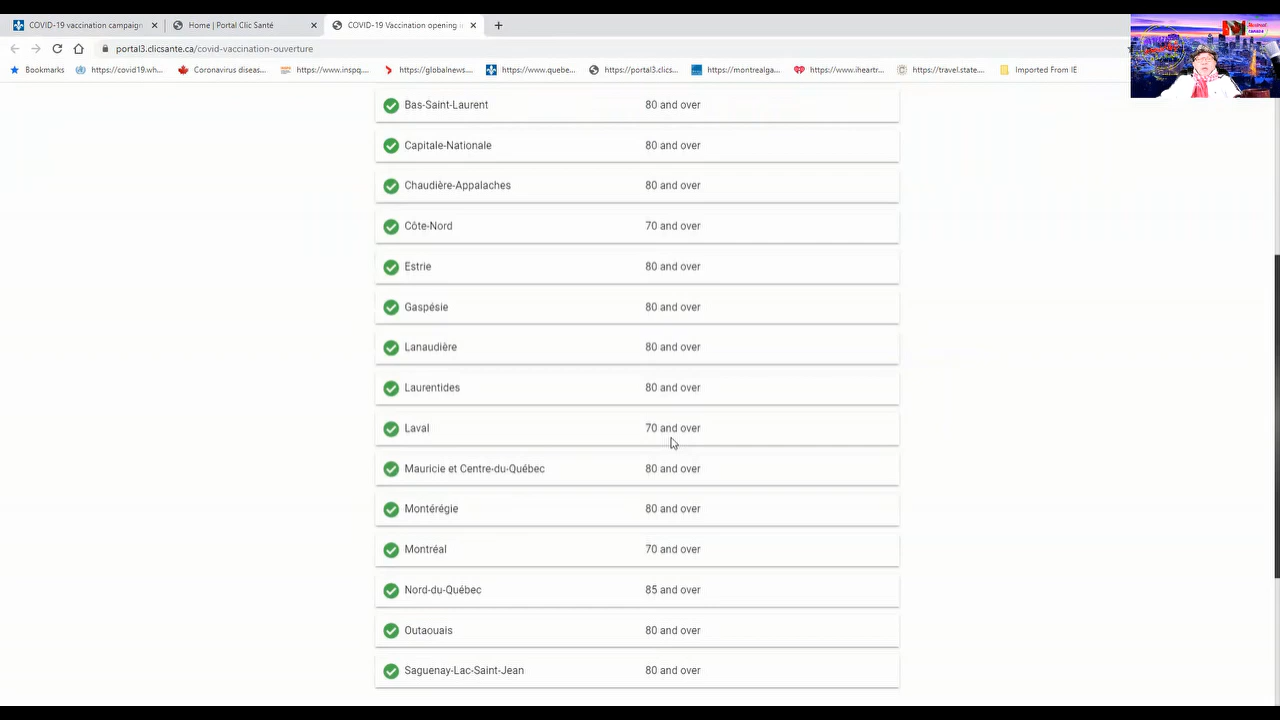 COVID-19 vaccination campaign
Home | Portal Clic Santé
COVID-19 Vaccination opening
portal3.clicsante.ca/covid-vaccination-ouverture
Bookmarks
https://covid19.wh...
Coronavirus diseas...
https://www.inspq....
https://globalnews...
https://www.quebe...
https://portal3.clics...
https://montrealga...
https://www.iheartr...
https://travel.state....
Imported From IE
Bas-Saint-Laurent 80 and over
Capitale-Nationale 80 and over
Chaudière-Appalaches 80 and over
Côte-Nord 70 and over
Estrie 80 and over
Gaspésie 80 and over
Lanaudière 80 and over
Laurentides 80 and over
Laval 70 and over
Mauricie et Centre-du-Québec 80 and over
Montérégie 80 and over
Montréal 70 and over
Nord-du-Québec 85 and over
Outaouais 80 and over
Saguenay-Lac-Saint-Jean 80 and over